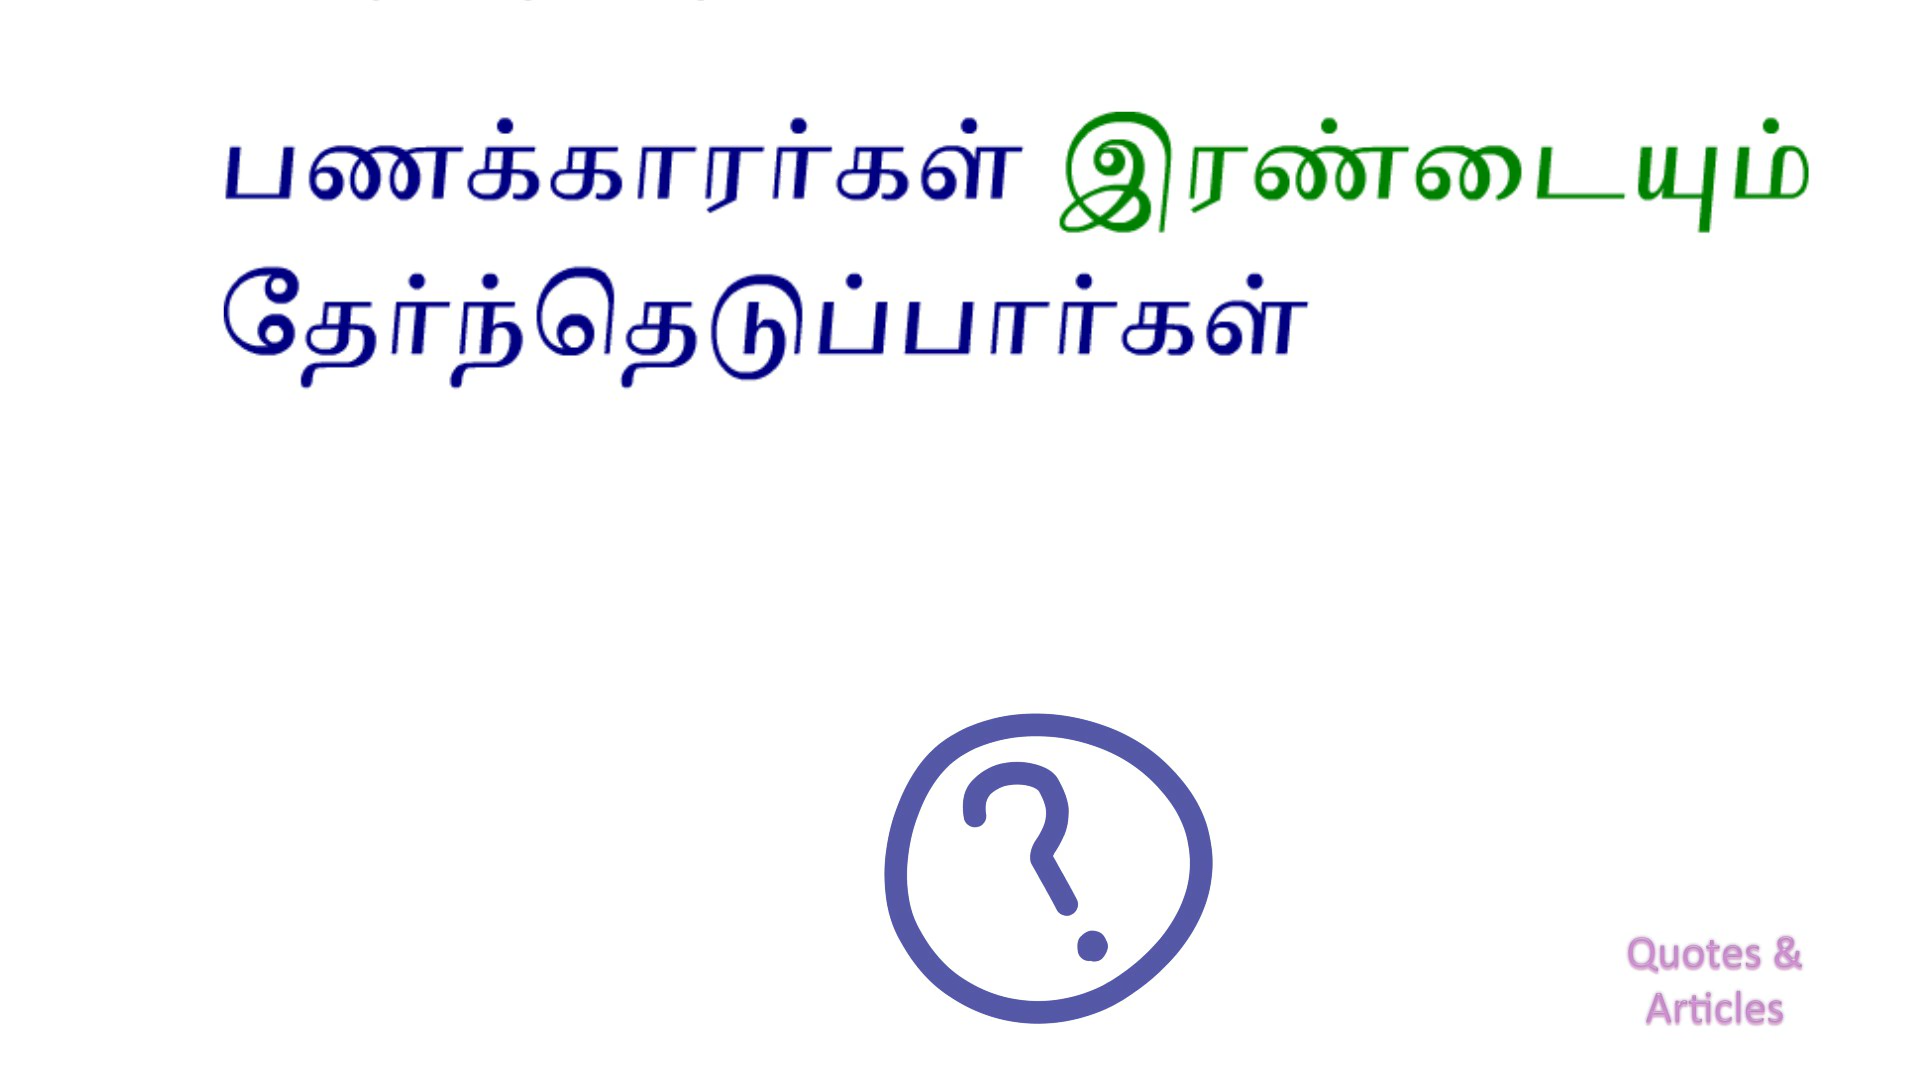 பணக்காரர்கள் இரண்டையும்
தேர்ந்தெடுப்பார்கள்
?
Quotes &
Articles